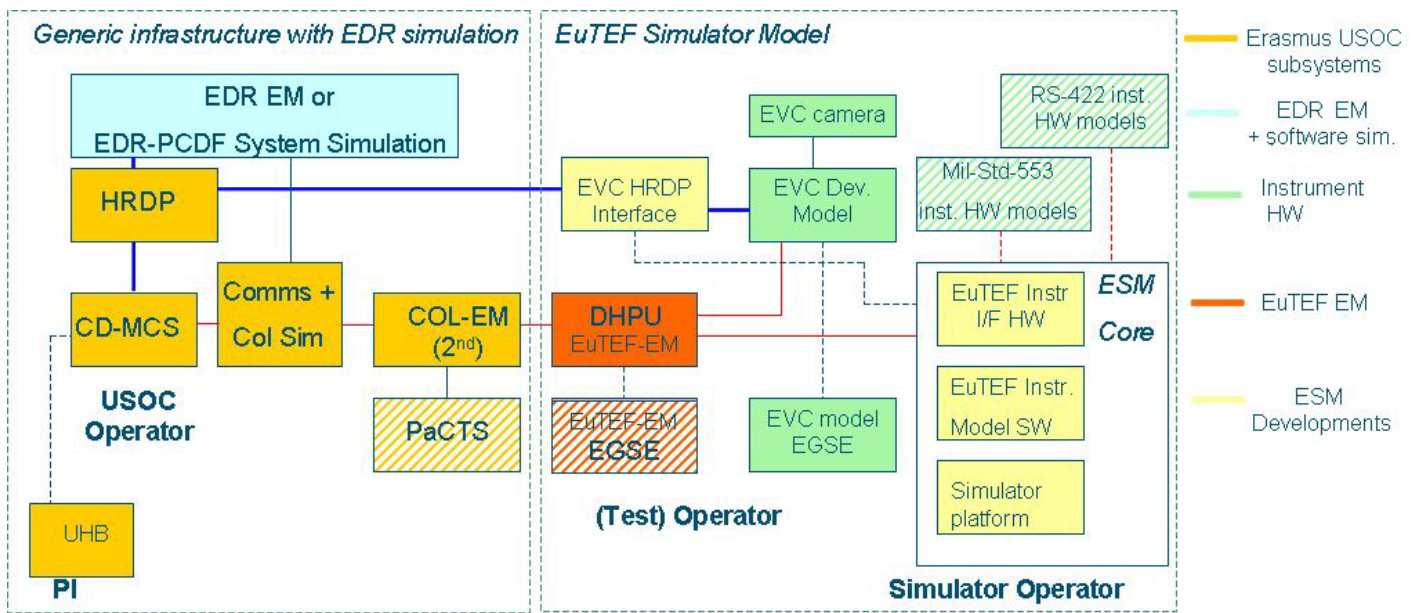 Generic infrastructure with EDR simulation
EDR EM or
EDR-PCDF System Simulation
HRDP
CD-MCS
Comms +
Col Sim
COL-EM
(2nd)
PaCTS
USOC
Operator
UHB
PI
EuTEF Simulator Model
EVC camera
EVC HRDP
Interface
EVC Dev.
Model
RS-422 inst.
HW models
Mil-Std-553
inst. HW models
DHPU
EuTEF-EM
EuTEF-EM
EGSE
EVC model
EGSE
(Test) Operator
EuTEF Instr
I/F HW
ESM
Core
EuTEF Instr.
Model SW
Simulator
platform
Simulator Operator
Erasmus USOC
subsystems
EDR EM
+ software sim.
Instrument
HW
EuTEF EM
ESM
Developments